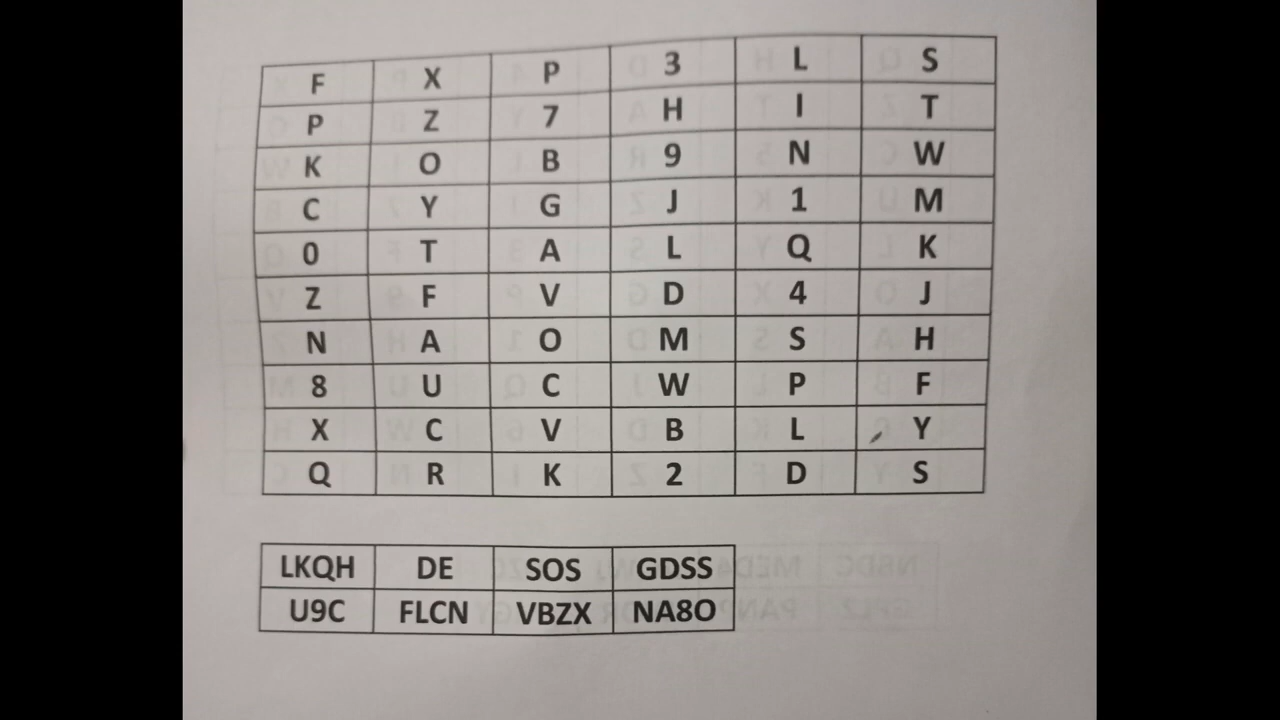 F X P 3 L S
P Z 7 H I T
K O B 9 N W
C Y G J 1 M
0 T A L Q K
Z F V D 4 J
N A O M S H
8 U C W P F
X C V B L Y
Q R K 2 D S
LKQH DE SOS GDSS
U9C FLCN VBZX NA8O